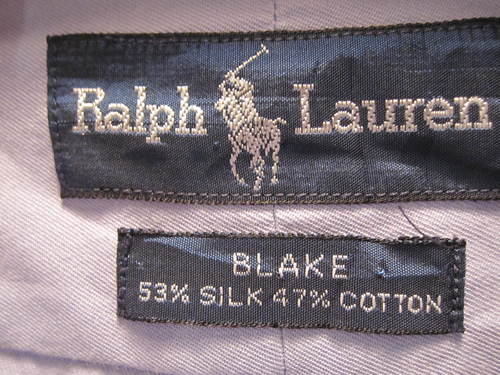 Ralph Lauren
BLAKE
53% SILK 47% COTTON